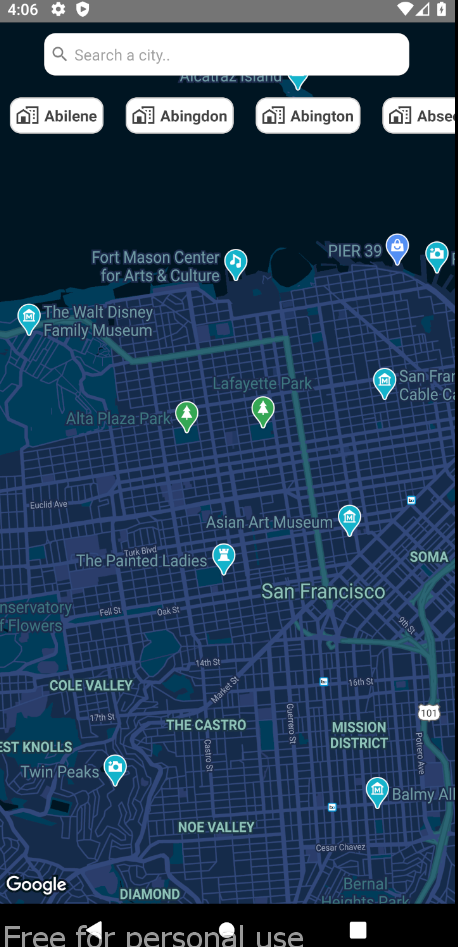 4:06
Search a city..
Alcatraz Island
Abilene
Abingdon
Abington
Absec
PIER 39
Fort Mason Center
for Arts & Culture
The Walt Disney
Family Museum
San Fran
Cable Ca
Lafayette Park
Alta Plaza Park
Euclid Ave
Asian Art Museum
Turk Blvd
The Painted Ladies
SOMA
San Francisco
nservatory
f Flowers
Fell St
Oak St
9th St
14th St
COLE VALLEY
Market St
16th St
17th St
101
THE CASTRO
Guerrero St
MISSION
DISTRICT
EST KNOLLS
Castro St
Potrero Ave
Twin Peaks
Balmy All
NOE VALLEY
Cesar Chavez
Google
DIAMOND
Bernal
Heights Park
Free for personal use